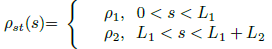 ρst(s)= { ρ1, 0 < s < L1
ρ2, L1 < s < L1 + L2